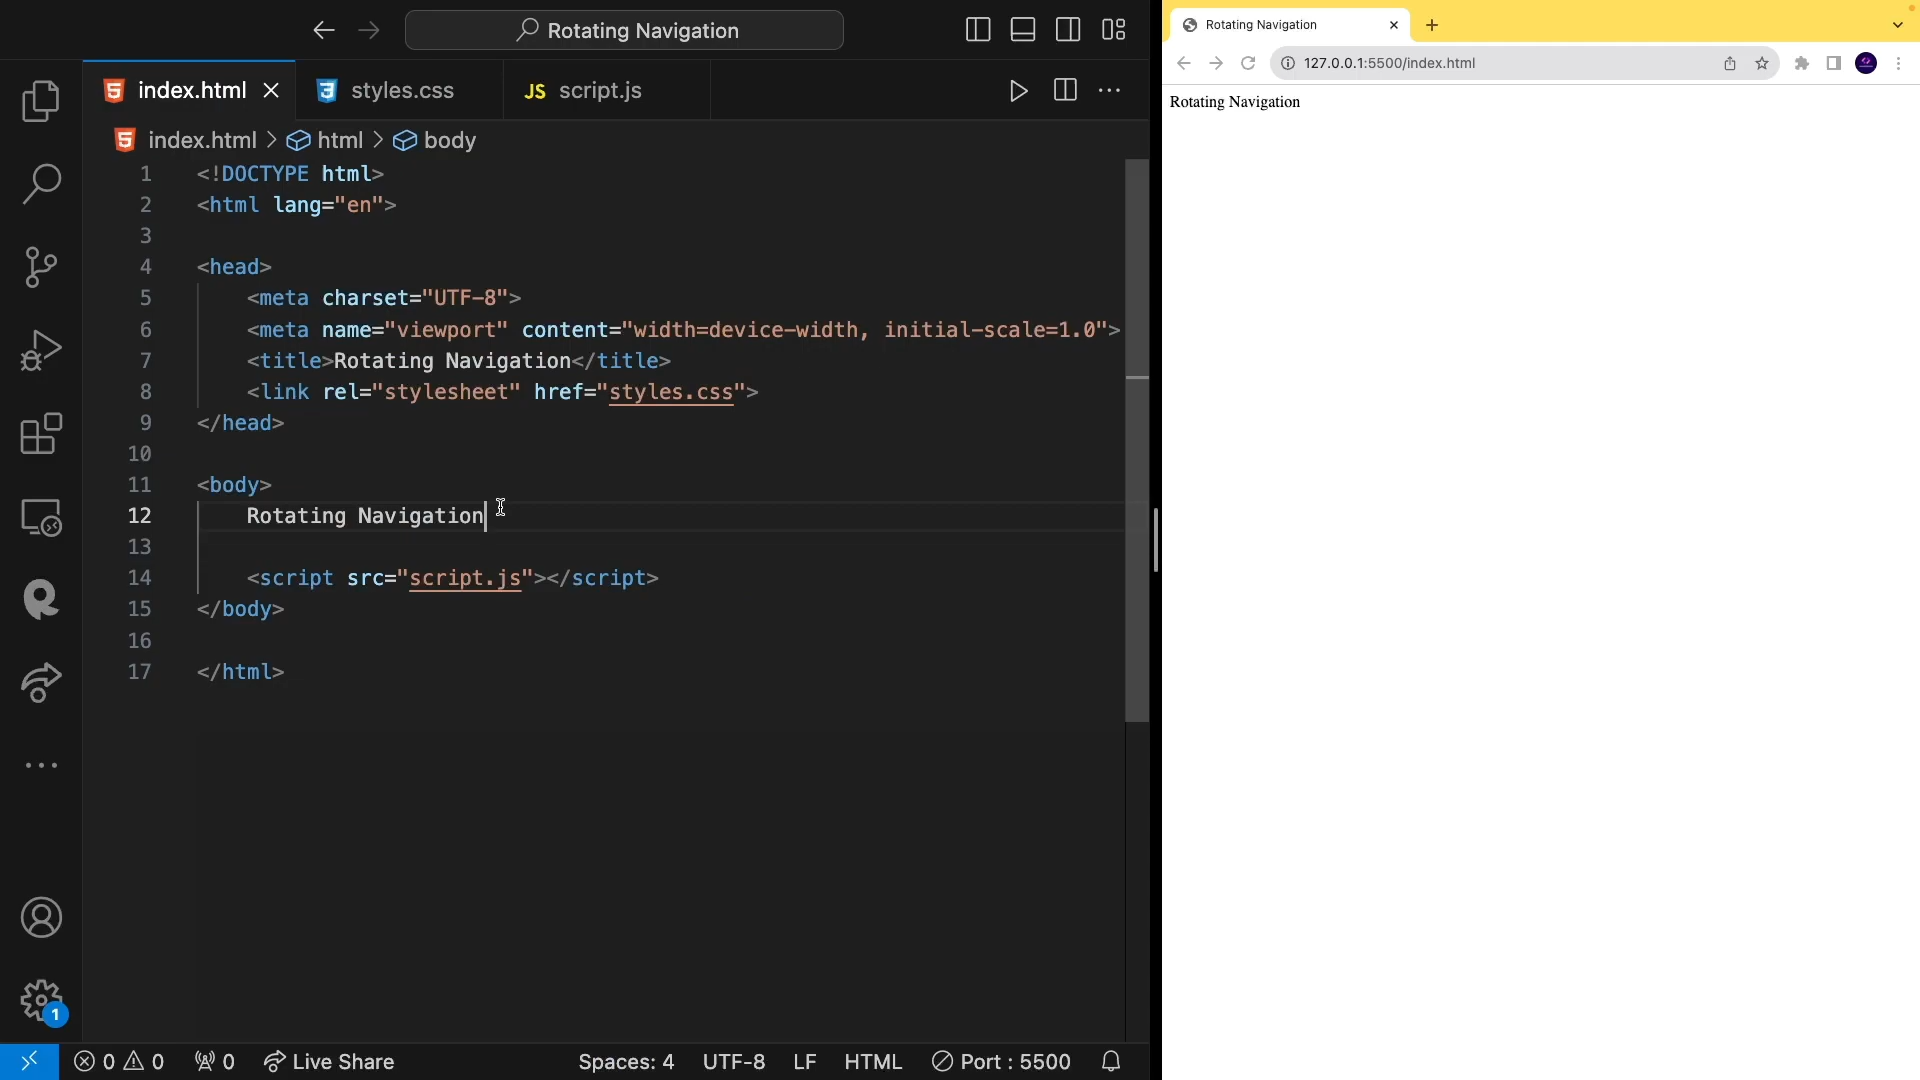 Rotating Navigation
index.html
styles.css
JS script.js
index.html > html > body
1 <!DOCTYPE html>
2 <html lang="en">
3
4 <head>
5 <meta charset="UTF-8">
6 <meta name="viewport" content="width=device-width, initial-scale=1.0">
7 <title>Rotating Navigation</title>
8 <link rel="stylesheet" href="styles.css">
9 </head>
10
11 <body>
12 Rotating Navigation
13
14 <script src="script.js"></script>
15 </body>
16
17 </html>
1
0 0 0 Live Share Spaces: 4 UTF-8 LF HTML Port : 5500
Rotating Navigation
127.0.0.1:5500/index.html
Rotating Navigation